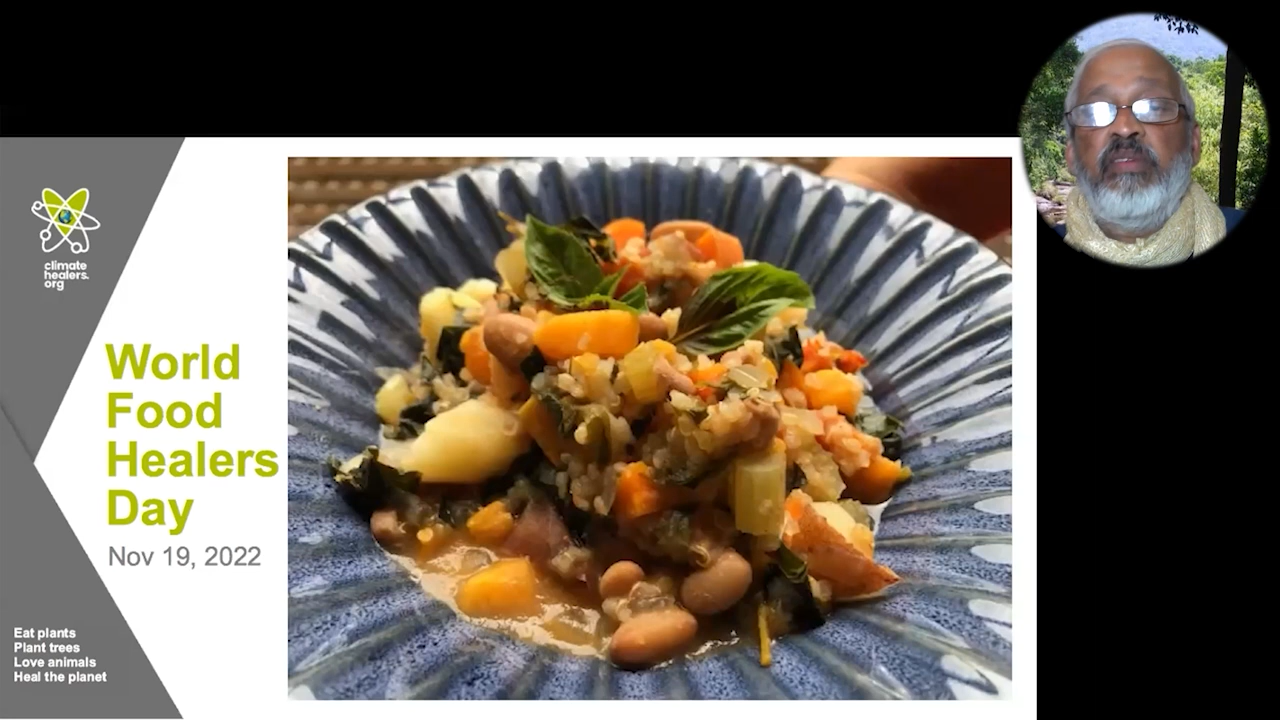 climate
healers.
org
World
Food
Healers
Day
Nov 19, 2022
Eat plants
Plant trees
Love animals
Heal the planet